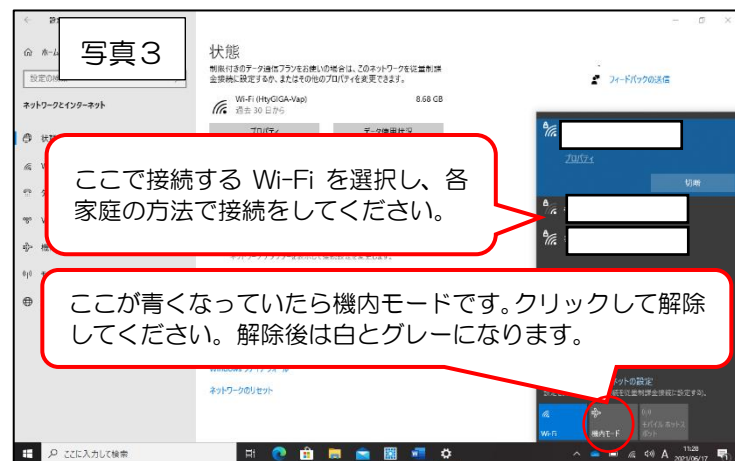 写真３
状態
制限付きのデータ通信プランをお使いの場合は、このネットワークを従量制課
金接続に設定するか、またはその他のプロパティを変更できます。
フィードバックの送信
ネットワークとインターネット
Wi-Fi (HtyGIGA-Vap)
8.68 GB
過去 30 日から
プロパティ
データ使用状況
プロパティ
切断
ここで接続する Wi-Fi を選択し、各
家庭の方法で接続をしてください。
ここが青くなっていたら機内モードです。クリックして解除
してください。解除後は白とグレーになります。
ネットワークのリセット
Wi-Fi
機内モード
モバイル ホットス
ポット
ここに入力して検索
A
11:28
2021/06/17